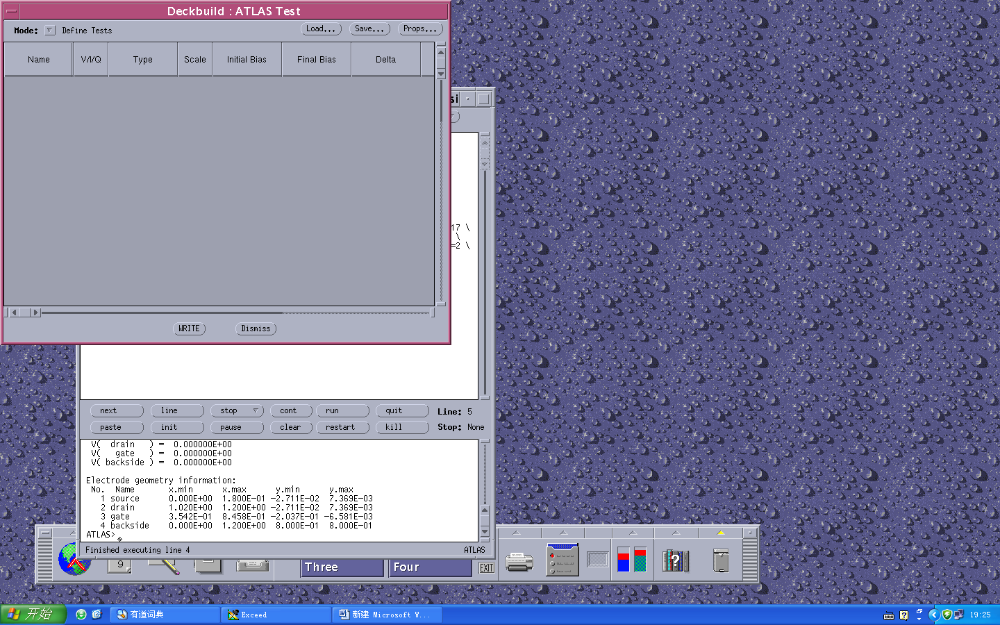 Deckbuild : ATLAS Test
Mode: Define Tests Load... Save... Props...
Name V/I/Q Type Scale Initial Bias Final Bias Delta
si
17 \
\
=2 \
WRITE Dismiss
next line stop cont run quit Line: 5
paste init pause clear restart kill Stop: None
V( drain ) = 0.000000E+00
V( gate ) = 0.000000E+00
V( backside ) = 0.000000E+00
Electrode geometry information:
No. Name x.min x.max y.min y.max
1 source 0.000E+00 1.800E-01 -2.711E-02 7.369E-03
2 drain 1.020E+00 1.200E+00 -2.711E-02 7.369E-03
3 gate 3.542E-01 8.458E-01 -2.037E-01 -6.581E-03
4 backside 0.000E+00 1.200E+00 8.000E-01 8.000E-01
ATLAS>
Finished executing line 4 ATLAS
9 Three Four EXIT ?
开始 有道词典 Exceed 新建 Microsoft W... 19:25